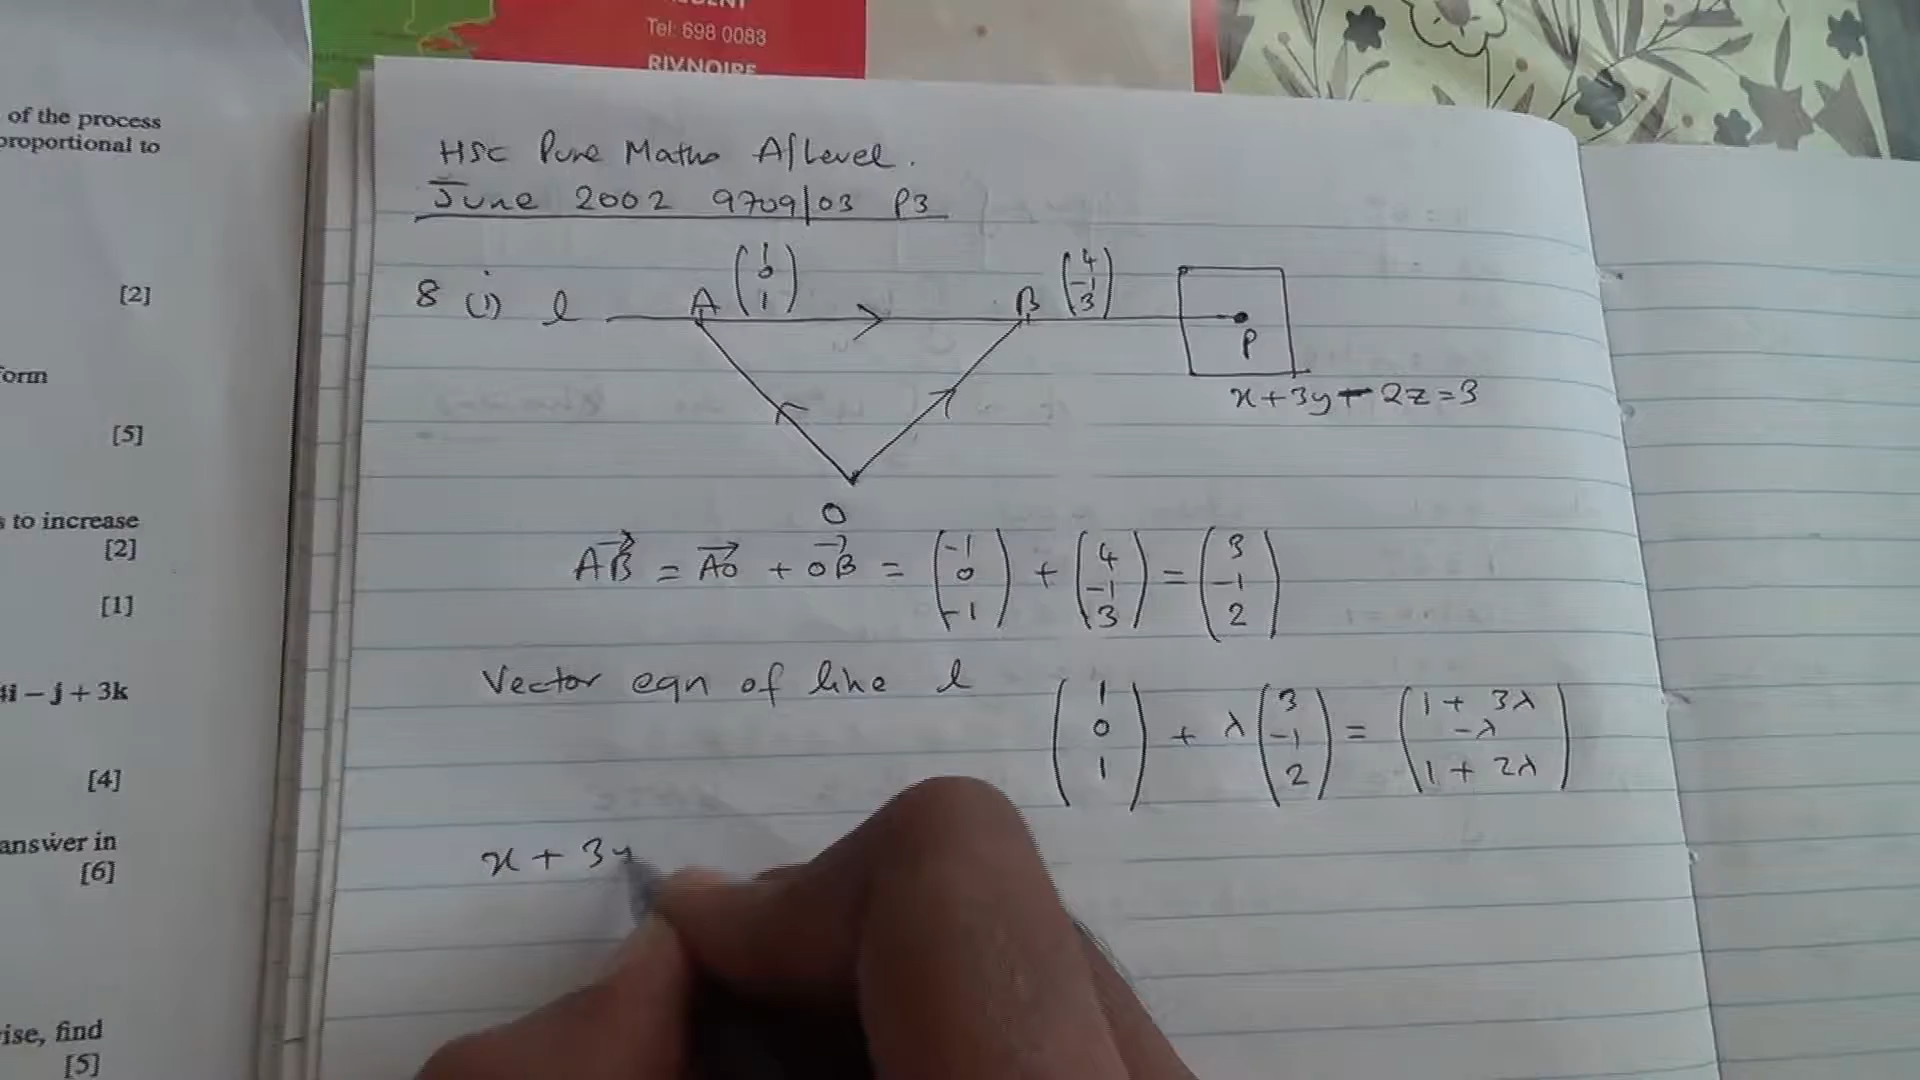 Tel: 698 0083
RIV.NOIRE
of the process
proportional to
[2]
form
[5]
s to increase
[2]
[1]
4i − j + 3k
[4]
answer in
[6]
ise, find
[5]
HSC Pure Maths A/Level.
June 2002 9709/03 P3
8 (i) l A (1 0 1) B (4 -1 3)
P
x+3y-2z=3
O
AB = AO + OB = (-1 0 -1) + (4 -1 3) = (3 -1 2)
Vector eqn of line l (1 0 1) + λ (3 -1 2) = (1 + 3λ -λ 1 + 2λ)
x + 3y